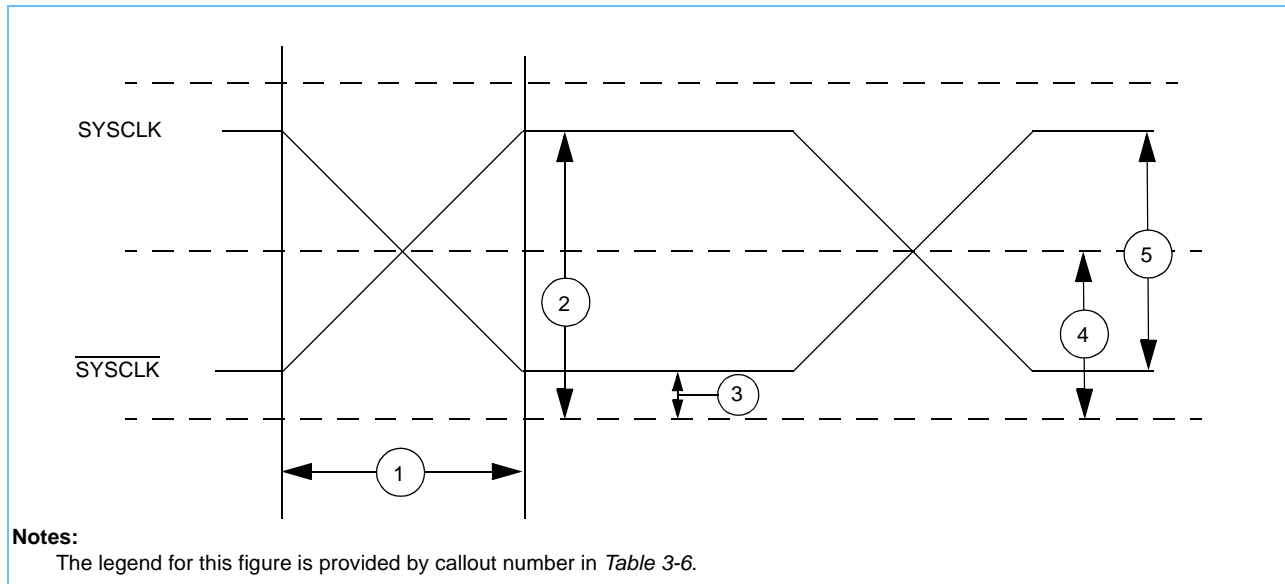 SYSCLK
5
2
4
S̅Y̅S̅C̅L̅K̅
3
1
Notes:
The legend for this figure is provided by callout number in Table 3-6.